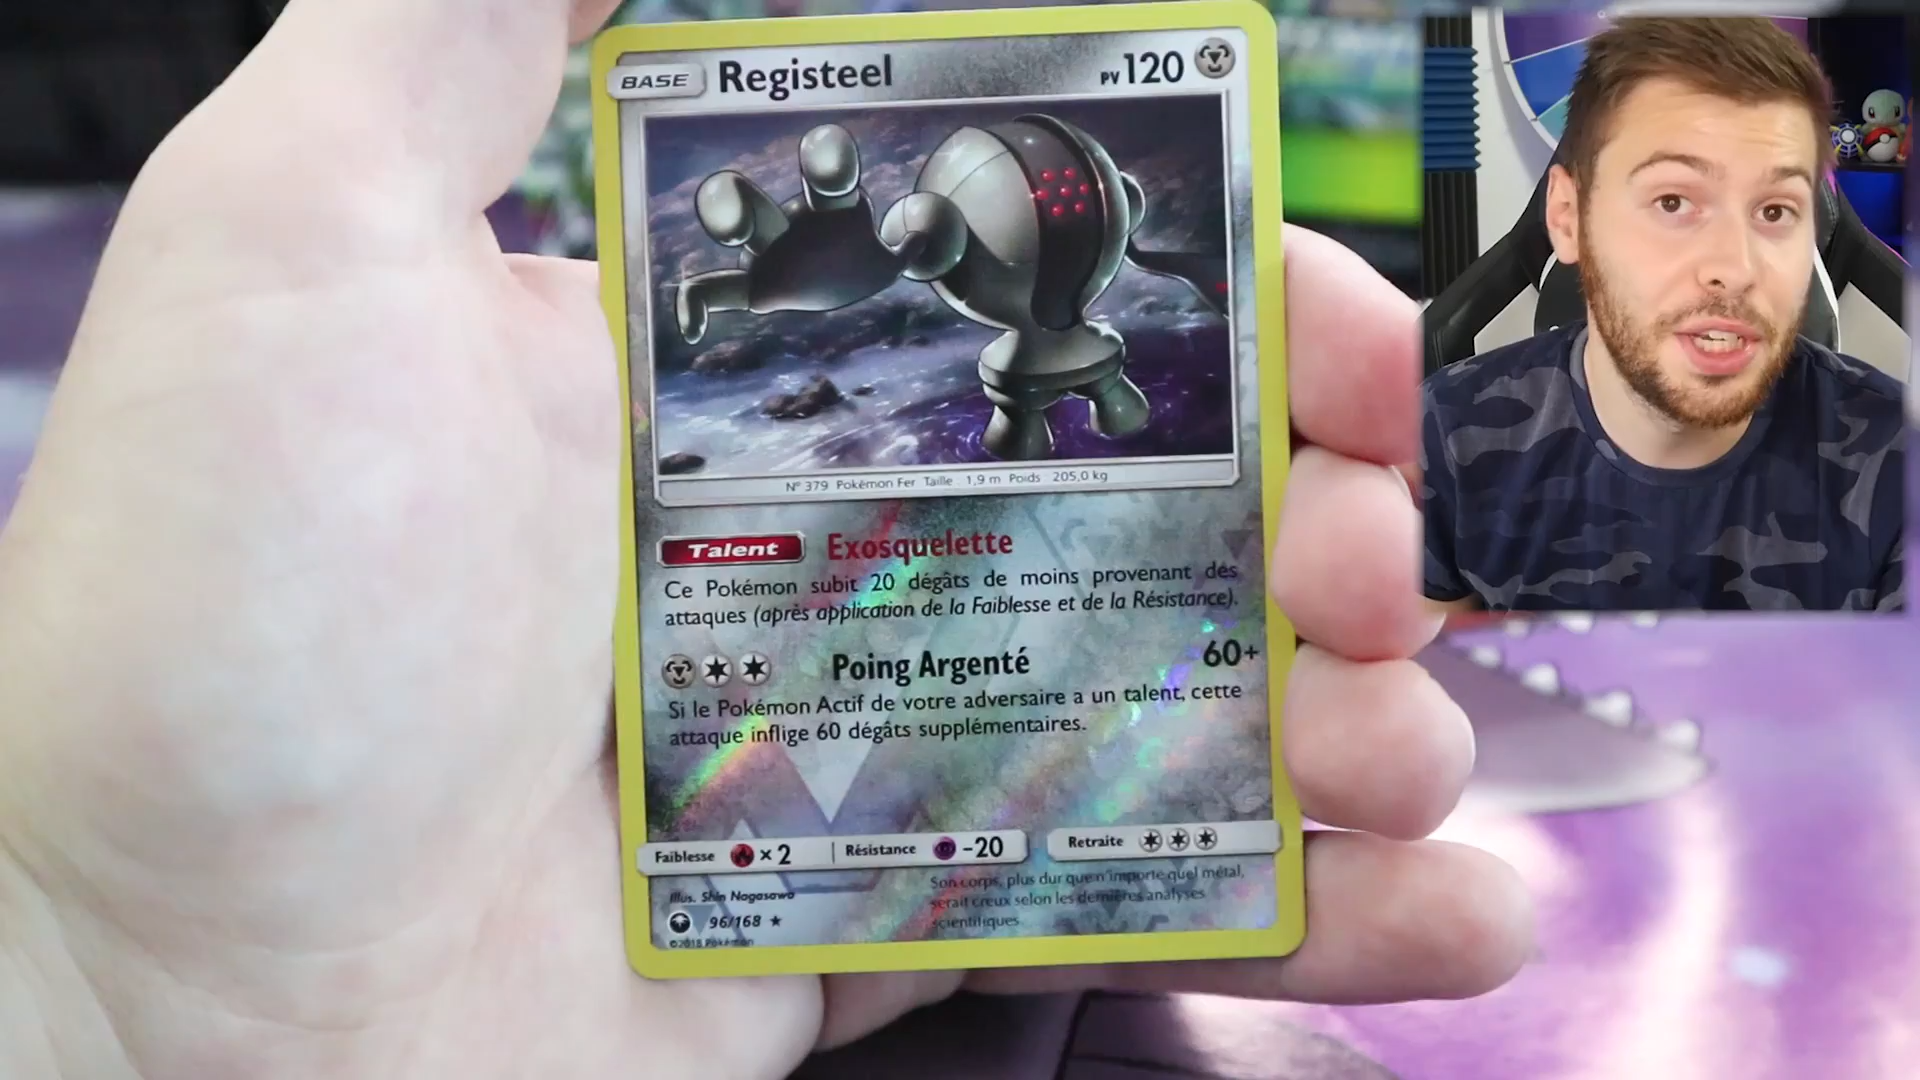 BASE Registeel PV 120
N° 379 Pokémon Fer Taille : 1,9 m Poids : 205,0 kg
Talent Exosquelette
Ce Pokémon subit 20 dégâts de moins provenant des
attaques (après application de la Faiblesse et de la Résistance).
Poing Argenté 60+
Si le Pokémon Actif de votre adversaire a un talent, cette
attaque inflige 60 dégâts supplémentaires.
Faiblesse ×2 Résistance -20 Retraite
Illus. Shin Nagasawa
96/168
©2018 Pokémon
Son corps, plus dur que n'importe quel métal,
serait creux selon les dernières analyses
scientifiques.